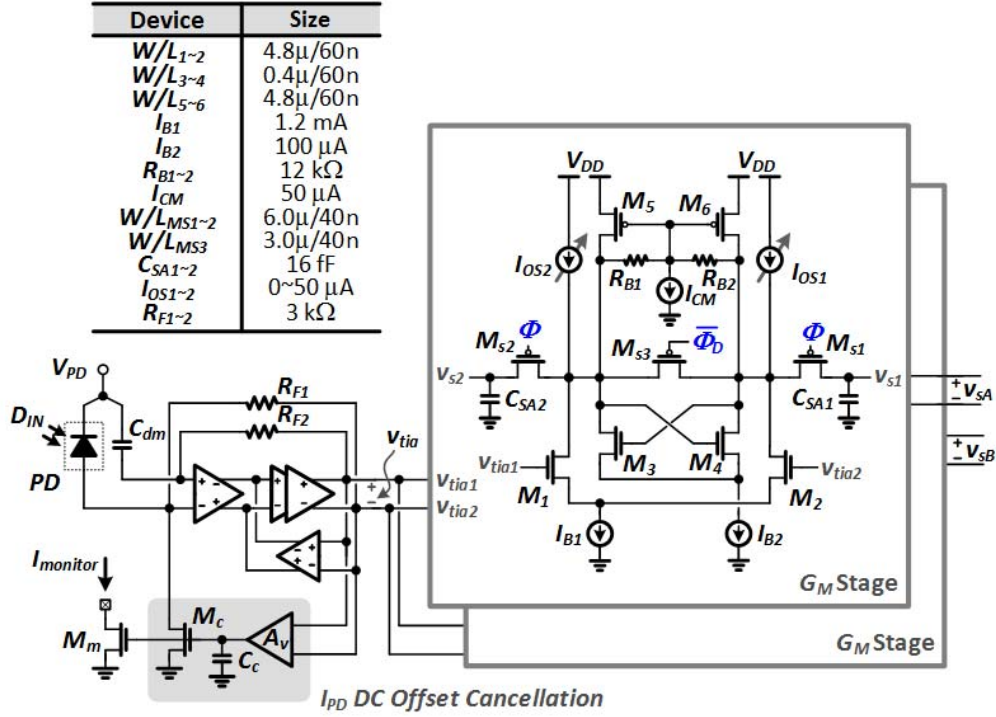 Device Size
W/L1~2 4.8μ/60n
W/L3~4 0.4μ/60n
W/L5~6 4.8μ/60n
IB1 1.2 mA
IB2 100 μA
RB1~2 12 kΩ
ICM 50 μA
W/LMS1~2 6.0μ/40n
W/LMS3 3.0μ/40n
CSA1~2 16 fF
IOS1~2 0~50 μA
RF1~2 3 kΩ
VDD VDD
M5 M6
IOS2 RB1 RB2 IOS1
ICM
Φ Ms2 Ms3 Φ̅D Φ Ms1
vs2 vs1
CSA2 CSA1
+ vsA -
M3 M4
+ vsB -
vtia1 M1 M2 vtia2
IB1 IB2
GM Stage
GM Stage
VPD
RF1
RF2
DIN Cdm
vtia
PD
+ - + - + - + -
vtia1
+ -
vtia2
- + + -
Imonitor
Mc
Mm Av
Cc
IPD DC Offset Cancellation